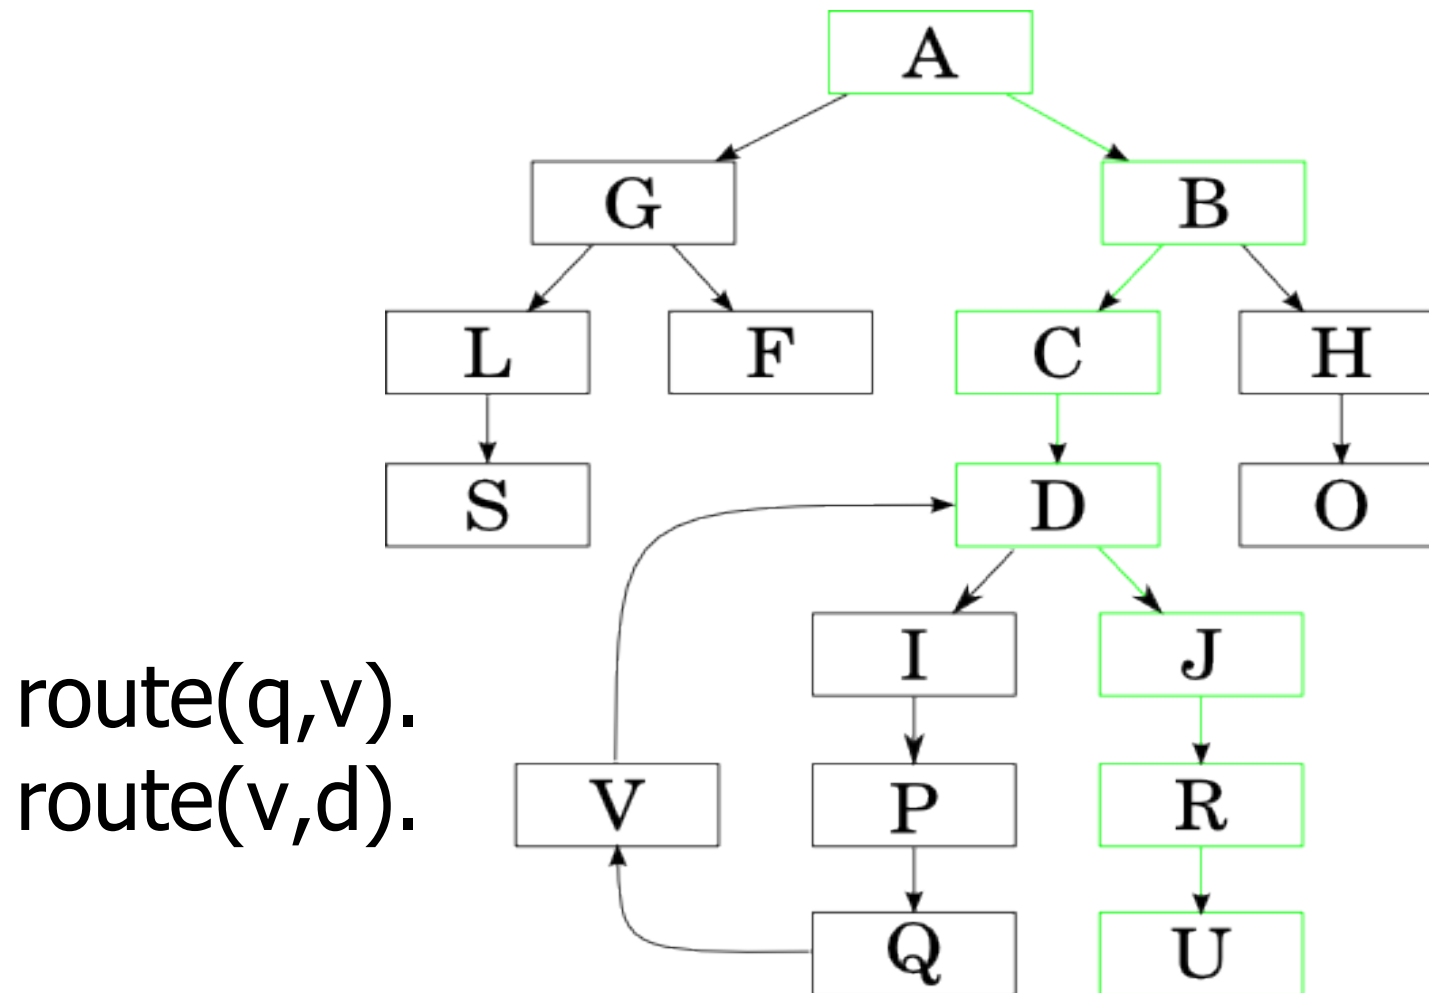 A
G B
L F C H
S D O
I J
route(q,v).
V P R
route(v,d).
Q U